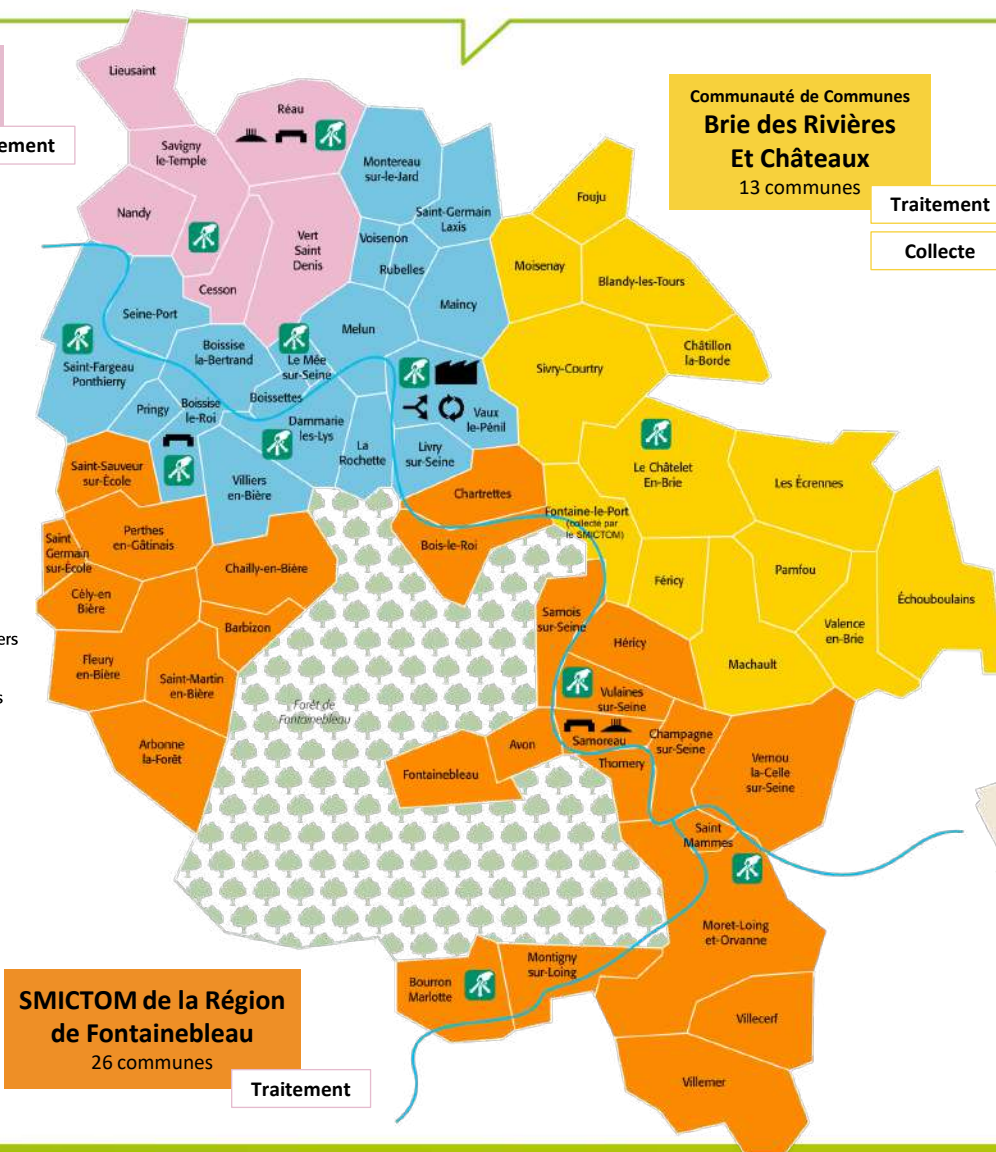 Lieusaint
Réau
Savigny
le-Temple
Nandy
Vert
Saint
Denis
Cesson
ement
Communauté de Communes
Brie des Rivières
Et Châteaux
13 communes
Traitement
Collecte
Montereau
sur-le-Jard
Saint-Germain
Laxis
Voisenon
Rubelles
Maincy
Melun
Seine-Port
Boissise
la-Bertrand
Le Mée
sur-Seine
Saint-Fargeau
Ponthierry
Pringy
Boissise
le-Roi
Boissettes
Dammarie
les-Lys
La
Rochette
Livry
sur-Seine
Vaux
le-Pénil
Villiers
en-Bière
Fouju
Moisenay
Blandy-les-Tours
Châtillon
la-Borde
Sivry-Courtry
Le Châtelet
En-Brie
Les Écrennes
Fontaine-le-Port
(collecté par
le SMICTOM)
Féricy
Pamfou
Valence
en-Brie
Échouboulains
Machault
Saint-Sauveur
sur-École
Perthes
en-Gâtinais
Saint
Germain
sur-École
Chailly-en-Bière
Cély-en
Bière
Barbizon
Fleury
en-Bière
Saint-Martin
en-Bière
Arbonne
la-Forêt
ers
s
Chartrettes
Bois-le-Roi
Samois
sur-Seine
Héricy
Vulaines
sur-Seine
Samoreau
Champagne
sur-Seine
Thomery
Vernou
la-Celle
sur-Seine
Forêt de
Fontainebleau
Fontainebleau
Avon
Saint
Mammes
Moret-Loing
et-Orvanne
Montigny
sur-Loing
Bourron
Marlotte
Villecerf
Villemer
SMICTOM de la Région
de Fontainebleau
26 communes
Traitement